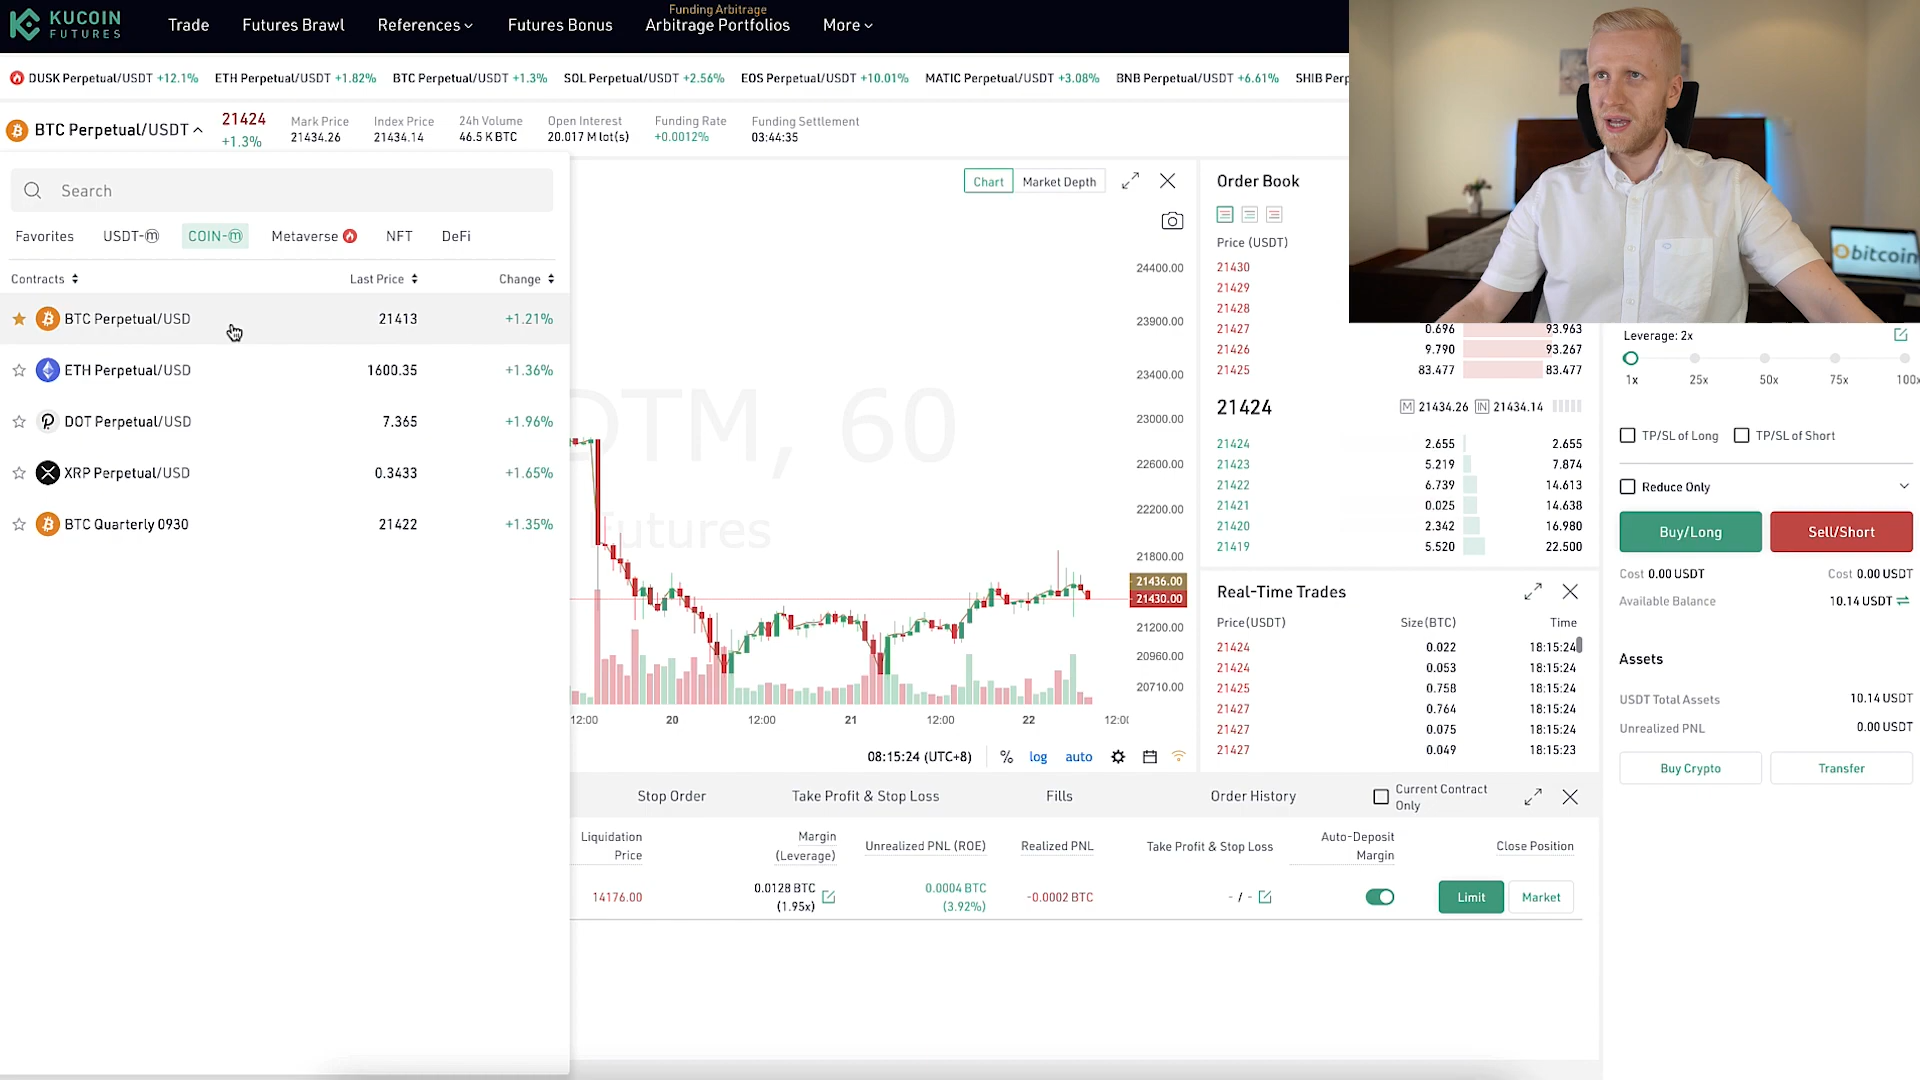 KUCOIN
FUTURES
Trade
Futures Brawl
References
Futures Bonus
Funding Arbitrage
Arbitrage Portfolios
More
DUSK Perpetual/USDT +12.1%
ETH Perpetual/USDT +1.82%
BTC Perpetual/USDT +1.3%
SOL Perpetual/USDT +2.56%
EOS Perpetual/USDT +10.01%
MATIC Perpetual/USDT +3.08%
BNB Perpetual/USDT +6.61%
SHIB Perp
BTC Perpetual/USDT
21424
+1.3%
Mark Price
21434.26
Index Price
21434.14
24h Volume
46.5 K BTC
Open Interest
20.017 M lot(s)
Funding Rate
+0.0012%
Funding Settlement
03:44:35
Search
Favorites
USDT-m
COIN-m
Metaverse
NFT
DeFi
Contracts
Last Price
Change
BTC Perpetual/USD 21413 +1.21%
ETH Perpetual/USD 1600.35 +1.36%
DOT Perpetual/USD 7.365 +1.96%
XRP Perpetual/USD 0.3433 +1.65%
BTC Quarterly 0930 21422 +1.35%
Chart
Market Depth
DTM, 60
Futures
24400.00
23900.00
23400.00
23000.00
22600.00
22200.00
21800.00
21436.00
21430.00
21200.00
20960.00
20710.00
12:00 20 12:00 21 12:00 22 12:0
08:15:24 (UTC+8)
%
log
auto
Order Book
Price (USDT)
21430
21429
21428
21427 0.696 93.963
21426 9.790 93.267
21425 83.477 83.477
21424
M 21434.26 IN 21434.14
21424 2.655 2.655
21423 5.219 7.874
21422 6.739 14.613
21421 0.025 14.638
21420 2.342 16.980
21419 5.520 22.500
Real-Time Trades
Price(USDT) Size(BTC) Time
21424 0.022 18:15:24
21424 0.053 18:15:24
21425 0.758 18:15:24
21427 0.764 18:15:24
21427 0.075 18:15:24
21427 0.049 18:15:23
bitcoin
Leverage: 2x
1x 25x 50x 75x 100x
TP/SL of Long
TP/SL of Short
Reduce Only
Buy/Long
Sell/Short
Cost 0.00 USDT
Cost 0.00 USDT
Available Balance
10.14 USDT
Assets
USDT Total Assets 10.14 USDT
Unrealized PNL 0.00 USDT
Buy Crypto
Transfer
Stop Order
Take Profit & Stop Loss
Fills
Order History
Current Contract
Only
Liquidation
Price
Margin
(Leverage)
Unrealized PNL (ROE)
Realized PNL
Take Profit & Stop Loss
Auto-Deposit
Margin
Close Position
14176.00
0.0128 BTC
(1.95x)
0.0004 BTC
(3.92%)
-0.0002 BTC
- / -
Limit
Market